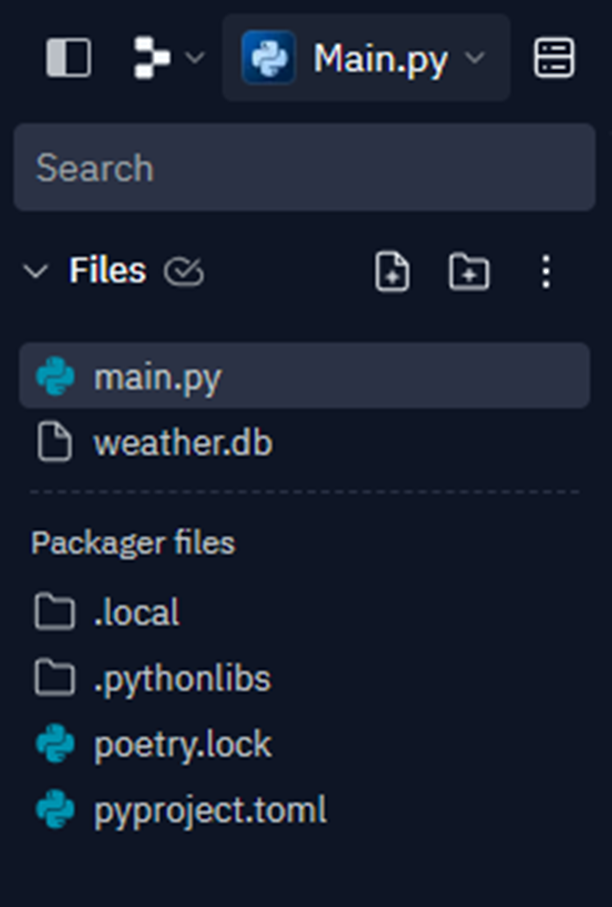 Main.py
Search
Files
main.py
weather.db
Packager files
.local
.pythonlibs
poetry.lock
pyproject.toml